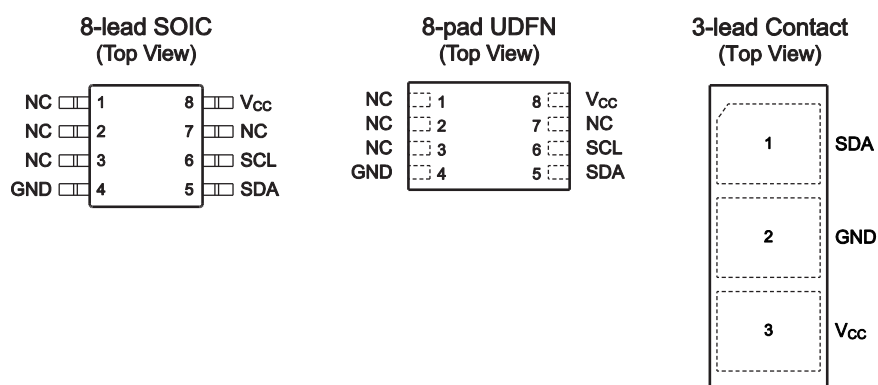 8-lead SOIC
(Top View)
NC 1 8 VCC
NC 2 7 NC
NC 3 6 SCL
GND 4 5 SDA
8-pad UDFN
(Top View)
NC 1 8 VCC
NC 2 7 NC
NC 3 6 SCL
GND 4 5 SDA
3-lead Contact
(Top View)
1 SDA
2 GND
3 VCC